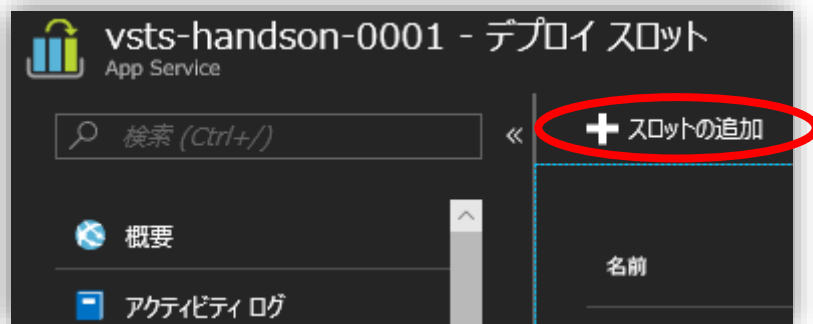 vsts-handson-0001 - デプロイ スロット
App Service
検索 (Ctrl+/)
«
スロットの追加
概要
名前
アクティビティ ログ